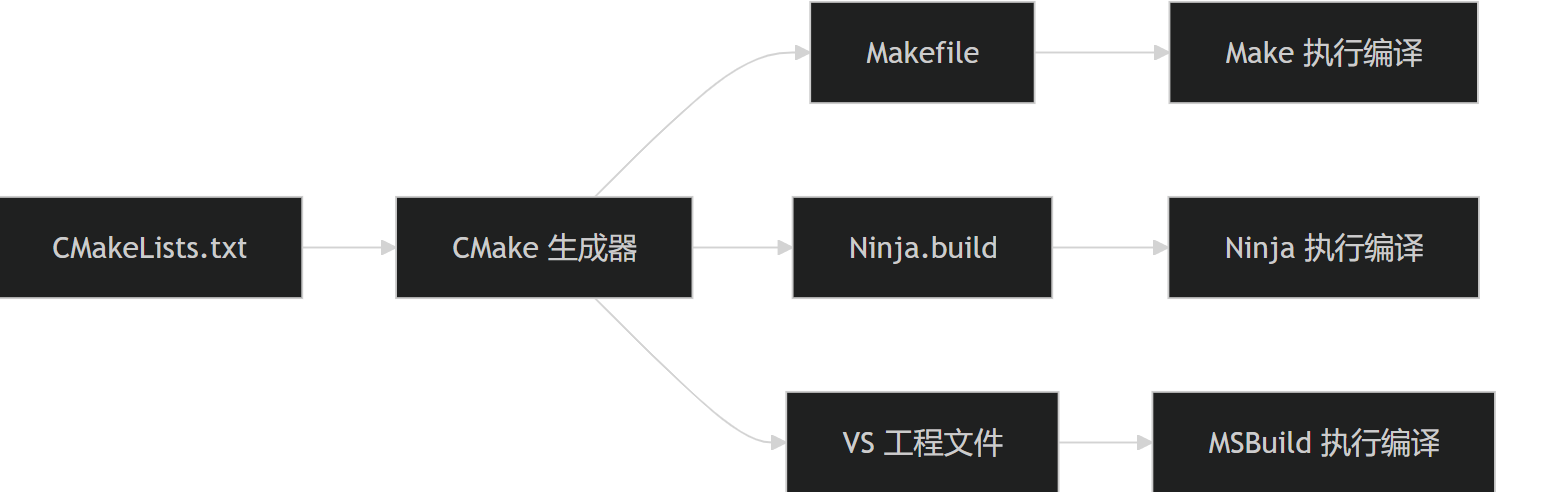 Makefile
Make 执行编译
CMakeLists.txt
CMake 生成器
Ninja.build
Ninja 执行编译
VS 工程文件
MSBuild 执行编译